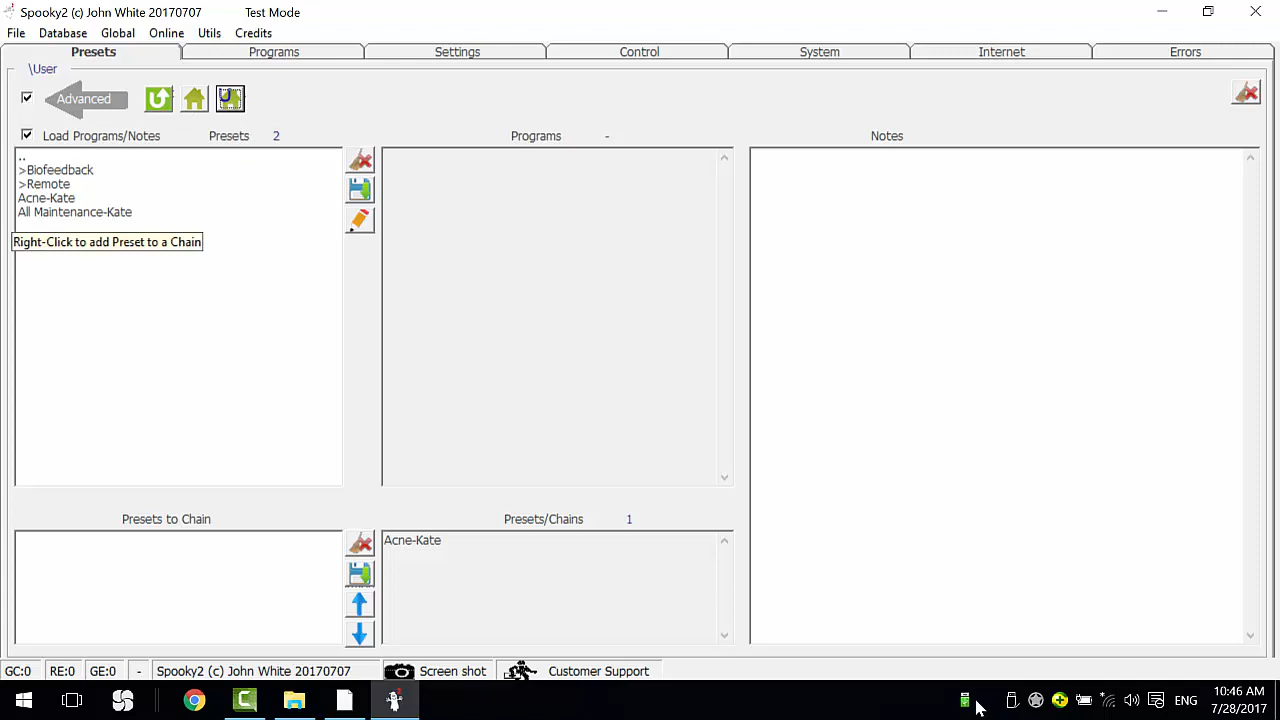 Spooky2 (c) John White 20170707 Test Mode
File Database Global Online Utils Credits
Presets Programs Settings Control System Internet Errors
\User
Advanced
Load Programs/Notes Presets 2 Programs - Notes
..
>Biofeedback
>Remote
Acne-Kate
All Maintenance-Kate
Right-Click to add Preset to a Chain
Presets to Chain Presets/Chains 1
Acne-Kate
GC:0 RE:0 GE:0 - Spooky2 (c) John White 20170707 Screen shot Customer Support
ENG 10:46 AM
7/28/2017